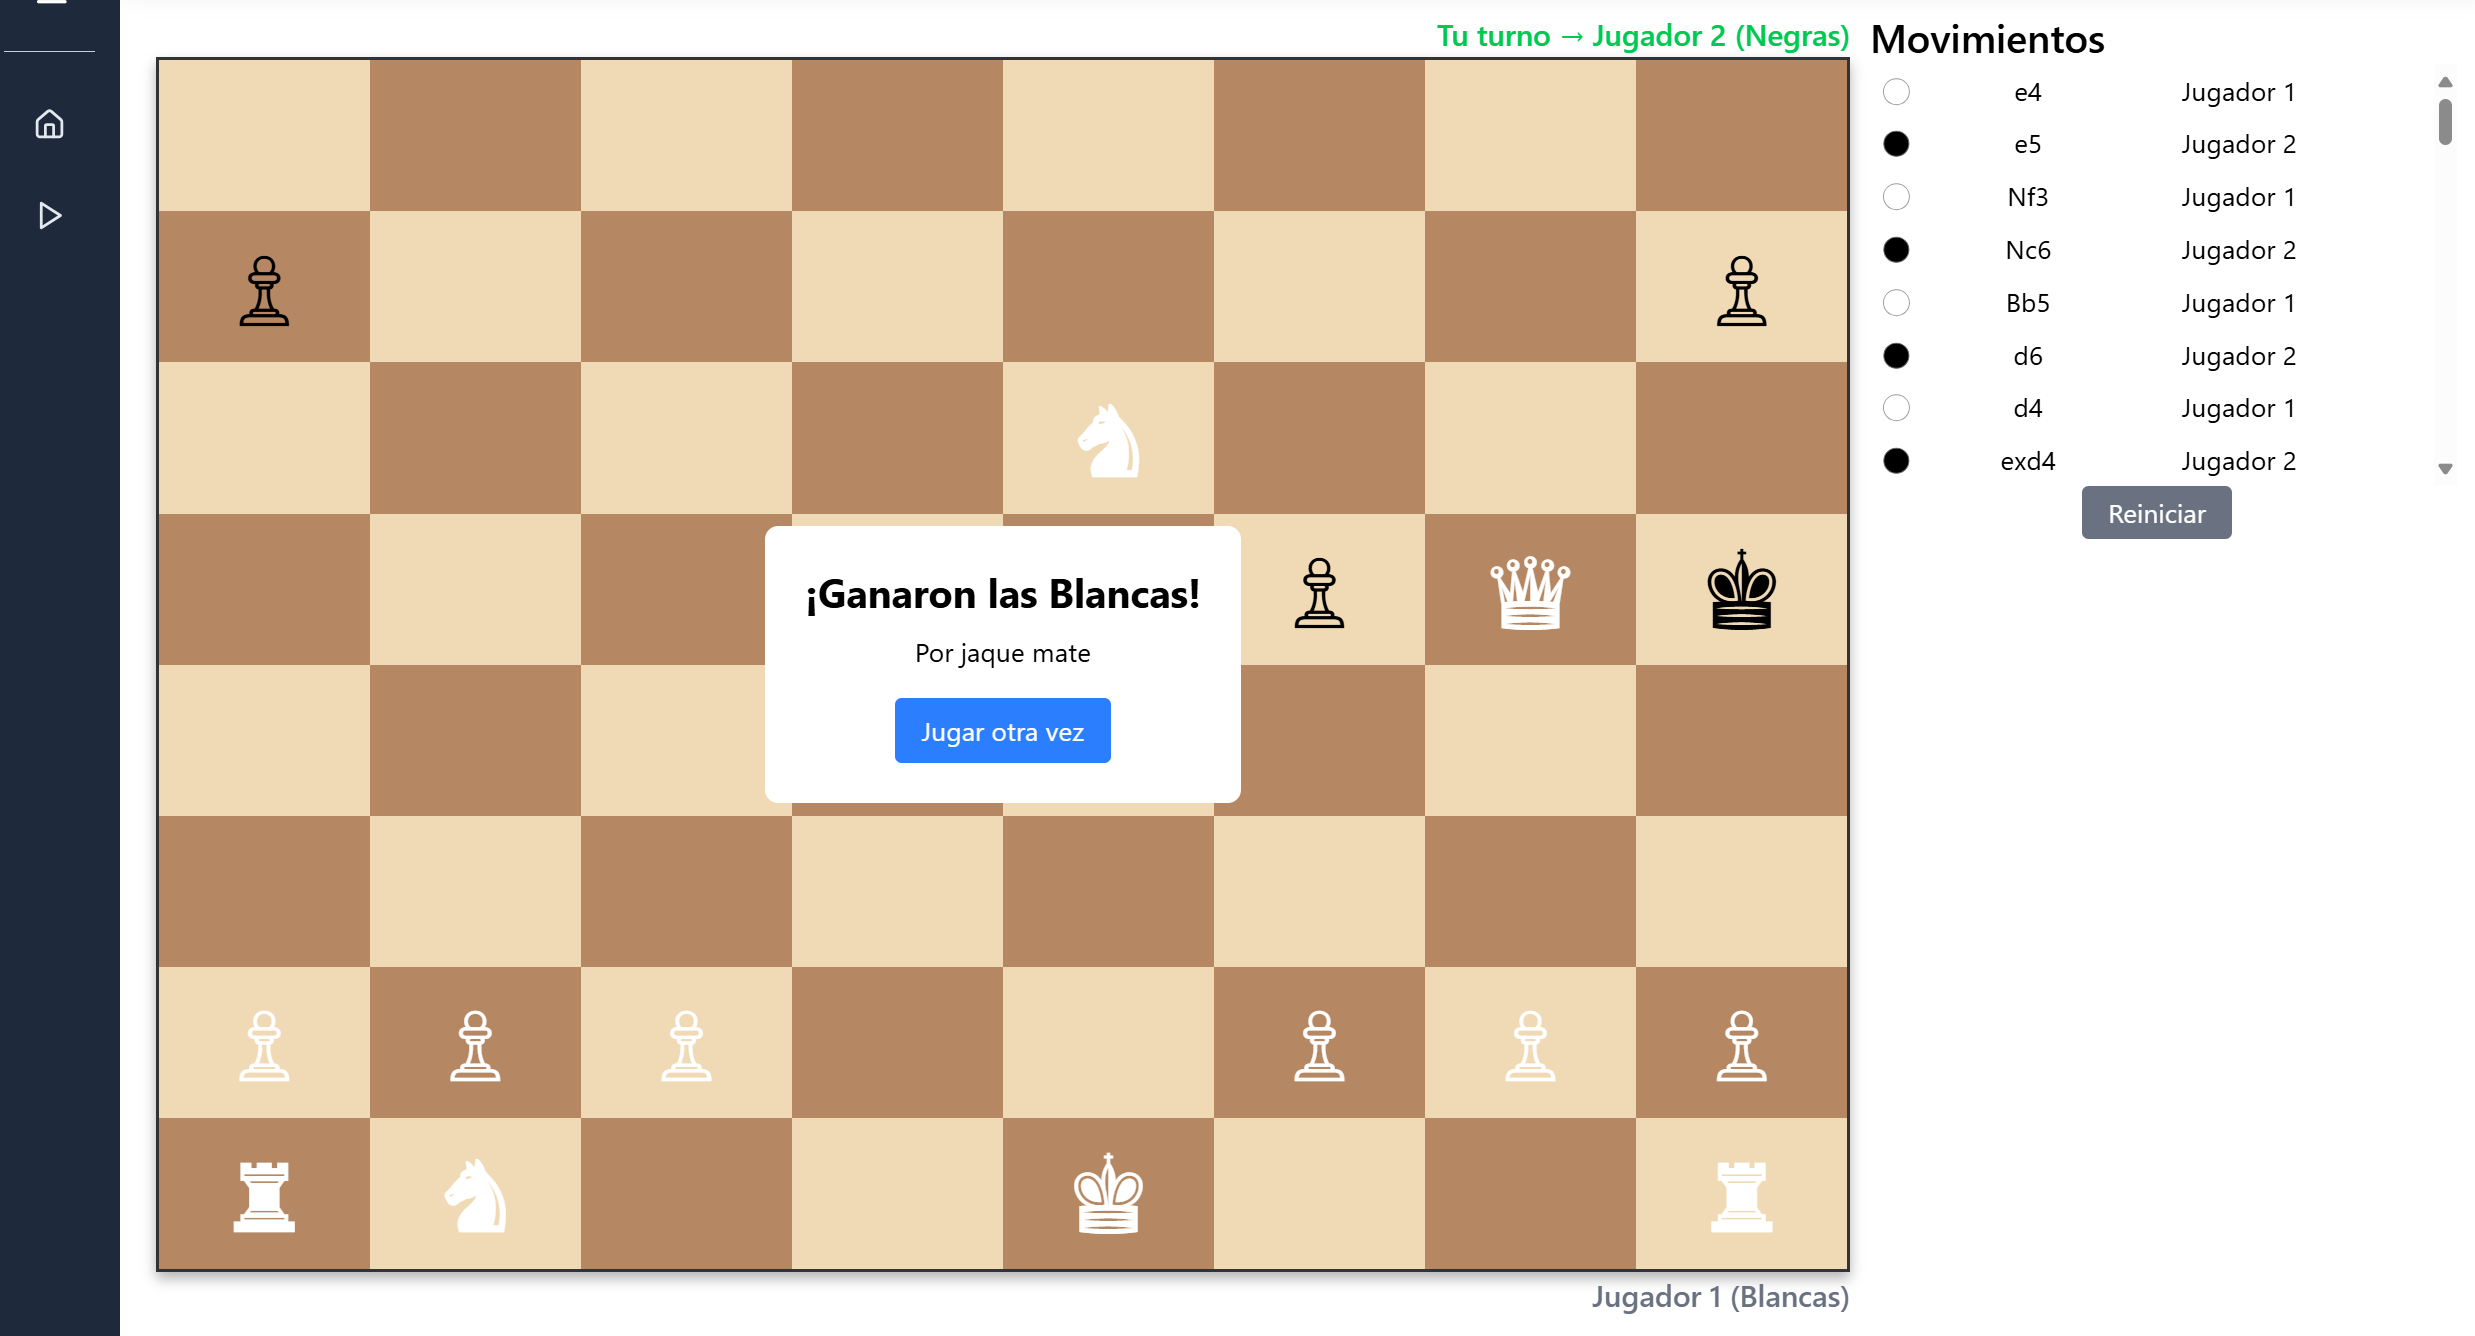 Tu turno → Jugador 2 (Negras)
Movimientos
e4 Jugador 1
e5 Jugador 2
Nf3 Jugador 1
Nc6 Jugador 2
Bb5 Jugador 1
d6 Jugador 2
d4 Jugador 1
exd4 Jugador 2
Reiniciar
¡Ganaron las Blancas!
Por jaque mate
Jugar otra vez
Jugador 1 (Blancas)